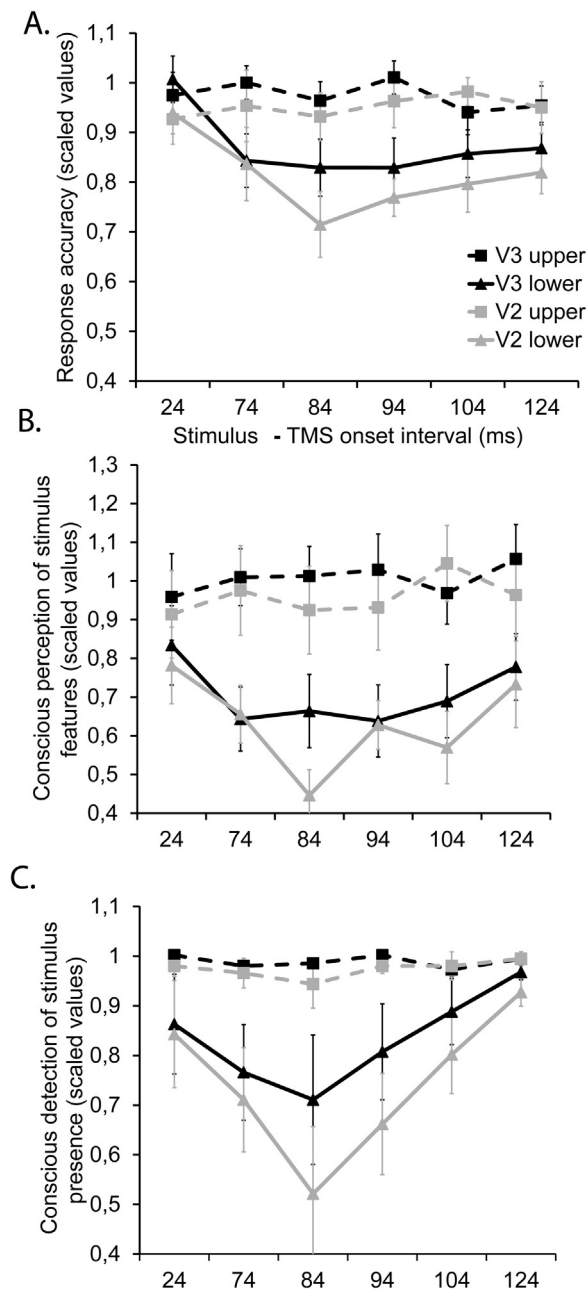 A.
1,1
1
0,9
0,8
0,7
0,6
0,5
0,4
Response accuracy (scaled values)
V3 upper
V3 lower
V2 upper
V2 lower
24 74 84 94 104 124
Stimulus - TMS onset interval (ms)
B.
1,3
1,2
1,1
1
0,9
0,8
0,7
0,6
0,5
0,4
Conscious perception of stimulus
features (scaled values)
24 74 84 94 104 124
C.
1,1
1
0,9
0,8
0,7
0,6
0,5
0,4
Conscious detection of stimulus
presence (scaled values)
24 74 84 94 104 124